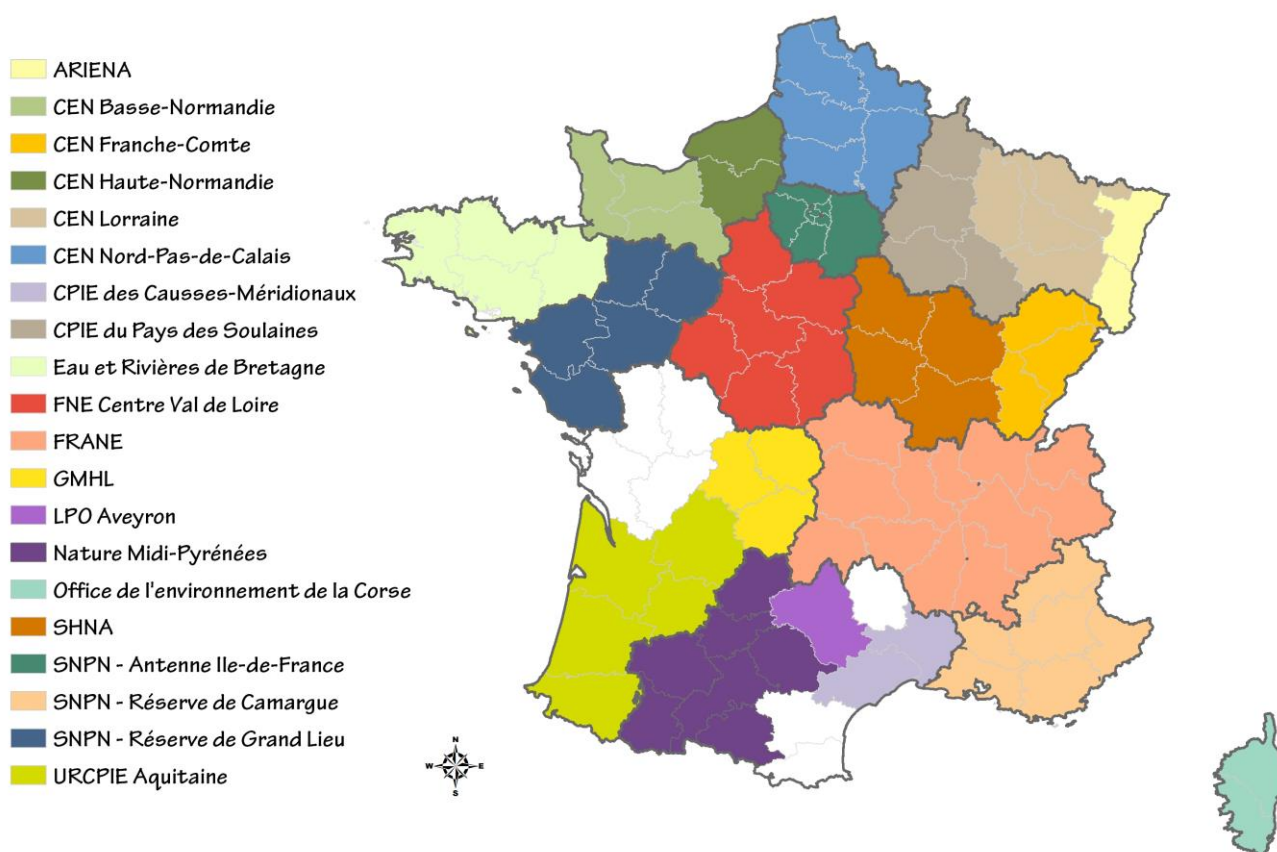 ARIENA
CEN Basse-Normandie
CEN Franche-Comte
CEN Haute-Normandie
CEN Lorraine
CEN Nord-Pas-de-Calais
CPIE des Causses-Méridionaux
CPIE du Pays des Soulaines
Eau et Rivières de Bretagne
FNE Centre Val de Loire
FRANE
GMHL
LPO Aveyron
Nature Midi-Pyrénées
Office de l'environnement de la Corse
SHNA
SNPN - Antenne Ile-de-France
SNPN - Réserve de Camargue
SNPN - Réserve de Grand Lieu
URCPIE Aquitaine
N
W E
S